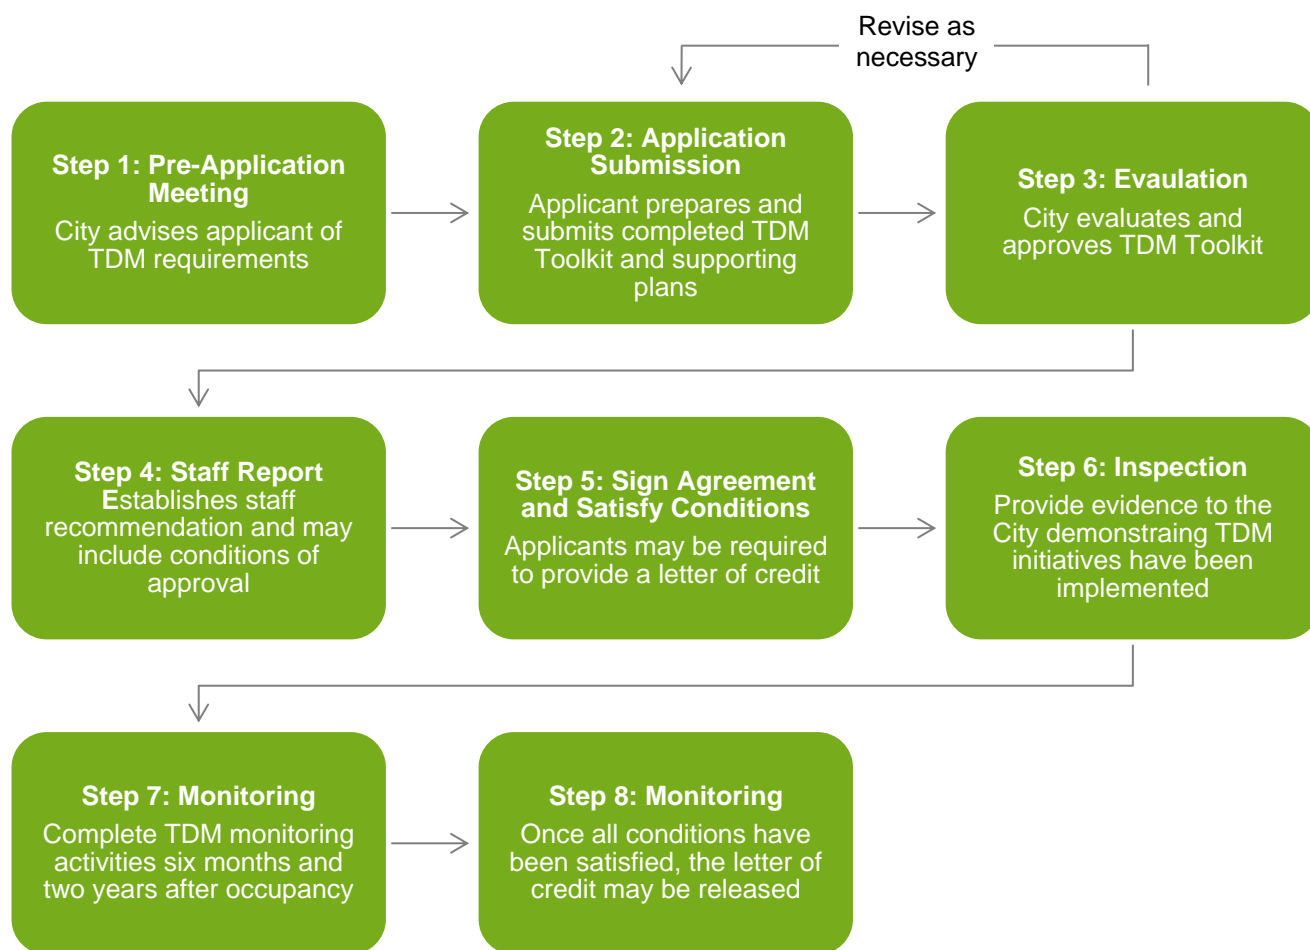 Revise as
necessary
Step 1: Pre-Application
Meeting
City advises applicant of
TDM requirements
Step 2: Application
Submission
Applicant prepares and
submits completed TDM
Toolkit and supporting
plans
Step 3: Evaulation
City evaluates and
approves TDM Toolkit
Step 4: Staff Report
Establishes staff
recommendation and may
include conditions of
approval
Step 5: Sign Agreement
and Satisfy Conditions
Applicants may be required
to provide a letter of credit
Step 6: Inspection
Provide evidence to the
City demonstraing TDM
initiatives have been
implemented
Step 7: Monitoring
Complete TDM monitoring
activities six months and
two years after occupancy
Step 8: Monitoring
Once all conditions have
been satisfied, the letter of
credit may be released